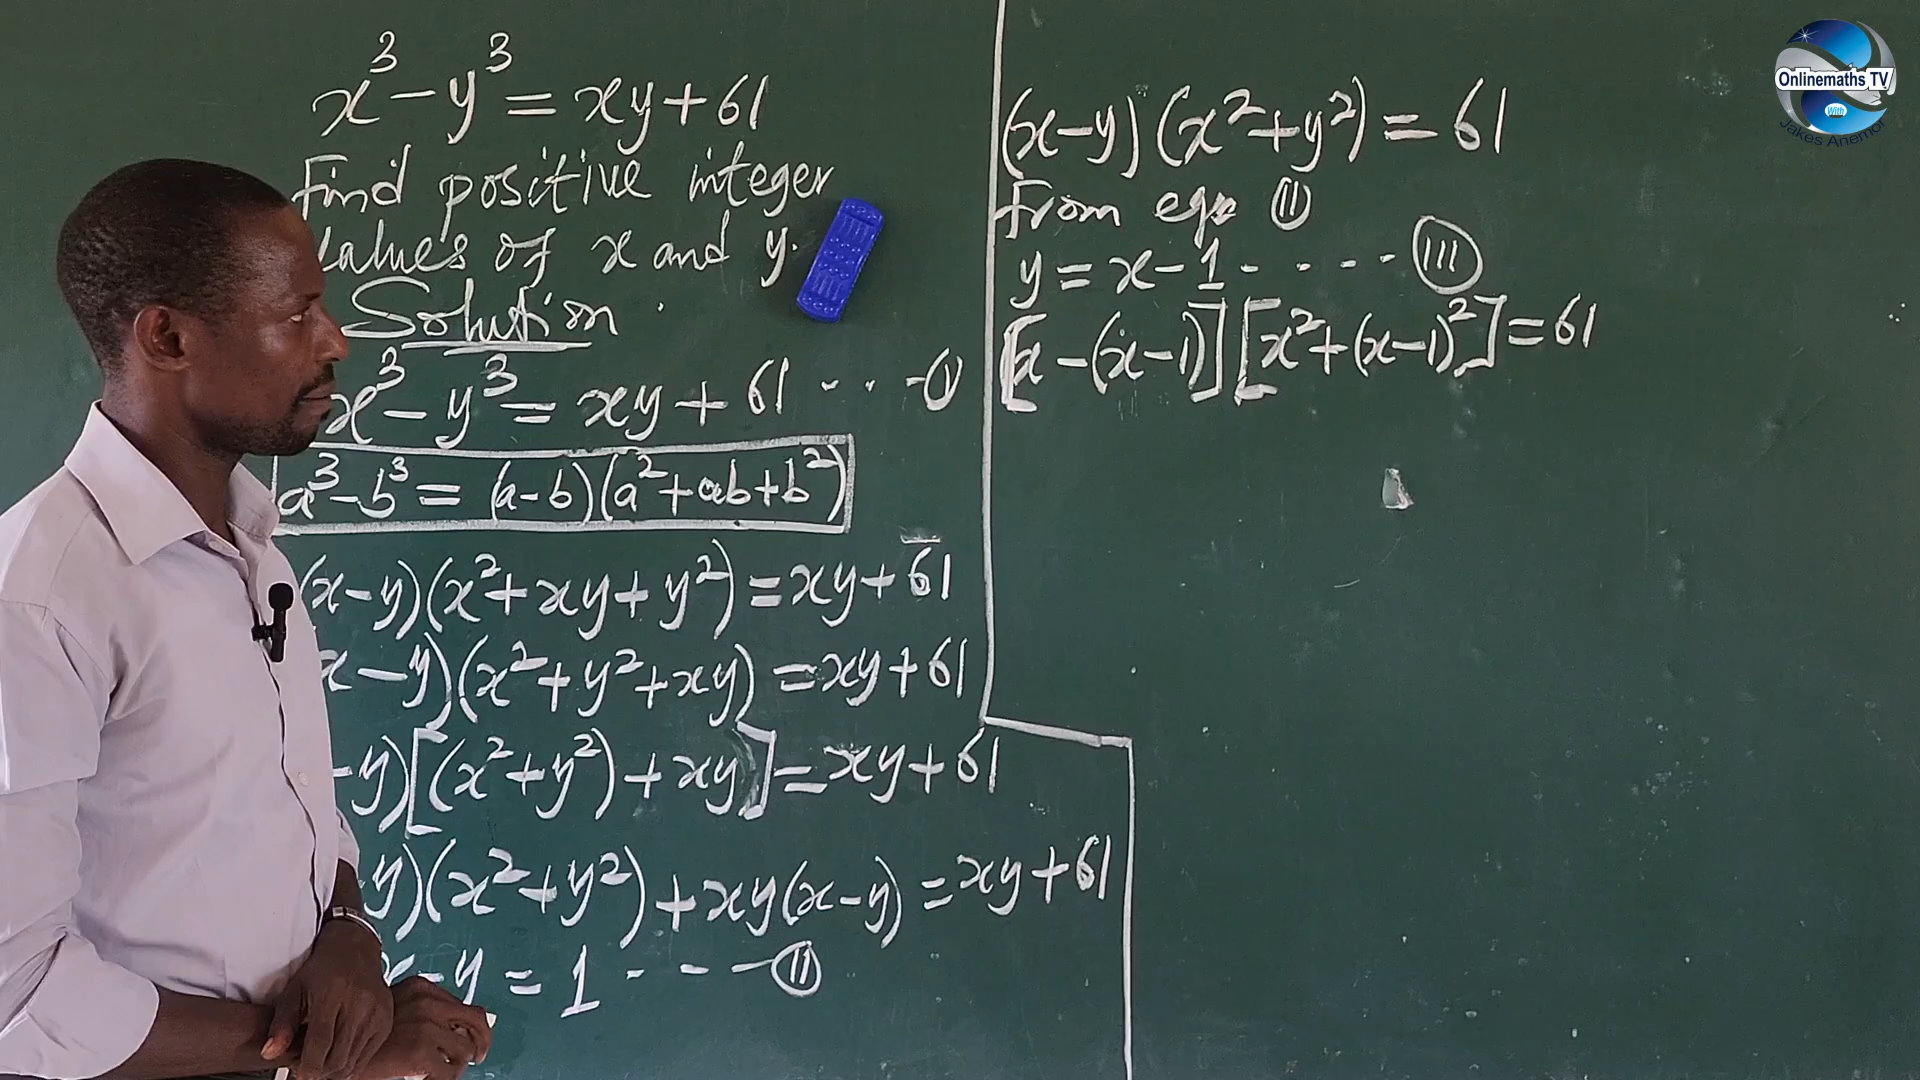 x³ - y³ = xy + 61
Find positive integer
values of x and y.
Solution
x³ - y³ = xy + 61 - - - (I)
a³ - b³ = (a-b)(a² + ab + b²)
(x-y)(x² + xy + y²) = xy + 61
x-y)(x² + y² + xy) = xy + 61
-y)[(x² + y²) + xy] = xy + 61
y)(x² + y²) + xy(x-y) = xy + 61
x-y = 1 - - - (II)
(x-y)(x² + y²) = 61
From eqn (II)
y = x - 1 - - - - (III)
[x - (x-1)][x² + (x-1)²] = 61
Onlinemaths TV
With
Jakes Anemor